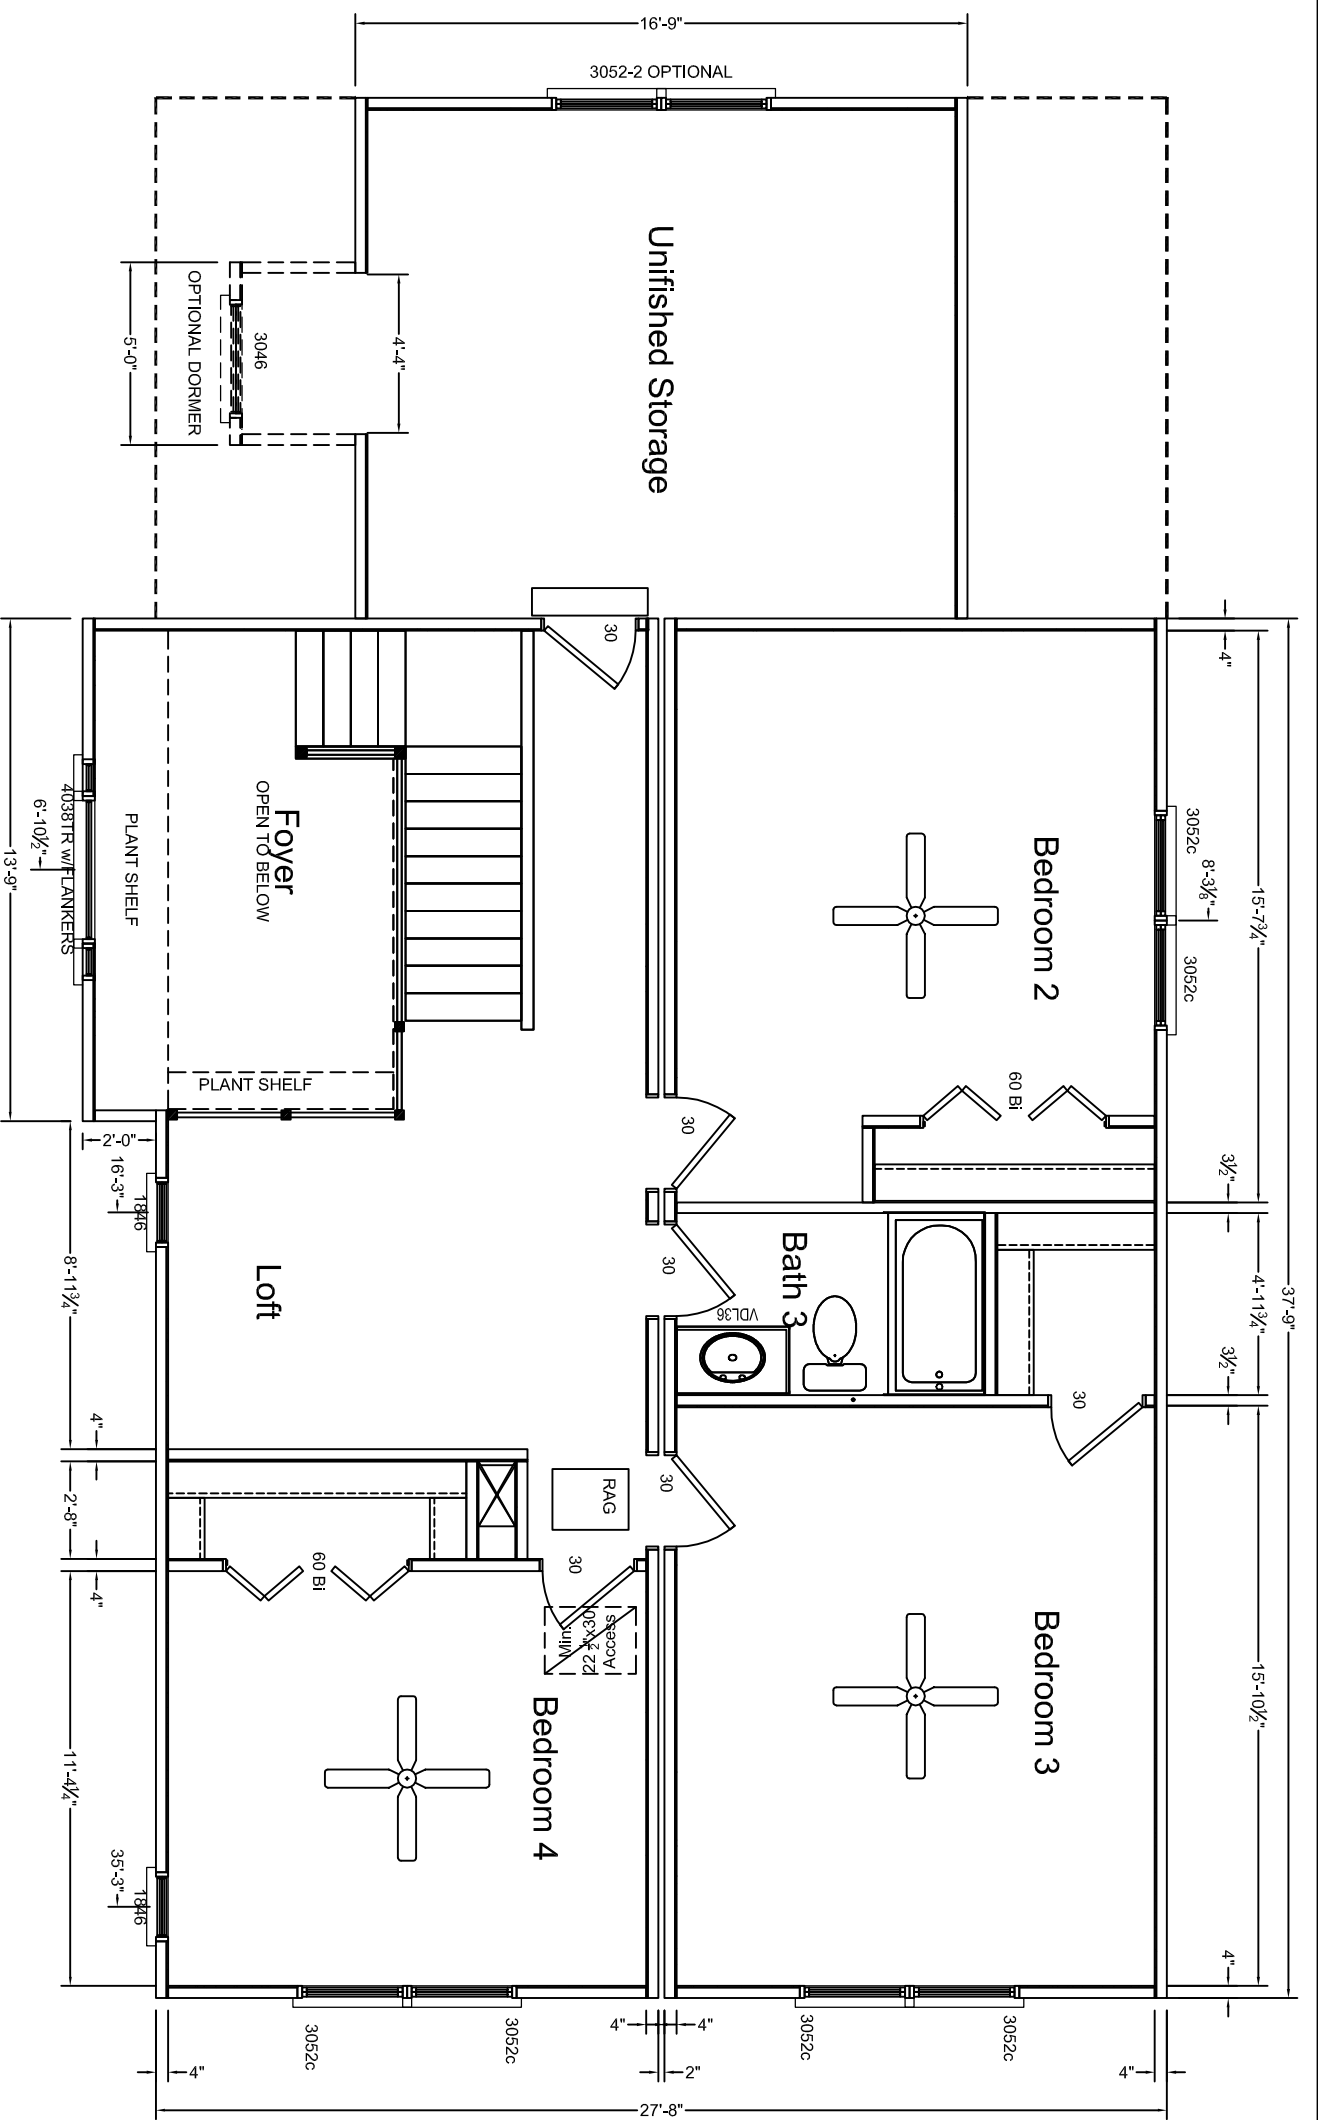 16'-9"
3052-2 OPTIONAL
Unifished Storage
4'-4"
3046
OPTIONAL DORMER
5'-0"
30
4"
37'-9"
15'-7¾"
3052c
8'-3⅛"
3052c
Bedroom 2
60 Bi
3½"
4'-11¾"
3½"
Foyer
OPEN TO BELOW
PLANT SHELF
4038TR w/FLANKERS
6'-10½"
13'-9"
PLANT SHELF
2'-0"
30
30
Bath 3
VDL36
30
16'-3"
1846
Loft
8'-11¾"
4"
2'-8"
4"
30
RAG
30
60 Bi
Access
22½"x30
Min.
Bedroom 3
15'-10½"
4"
Bedroom 4
11'-4¼"
35'-3"
1846
3052c
3052c
3052c
3052c
4"
4"
4"
2"
4"
27'-8"